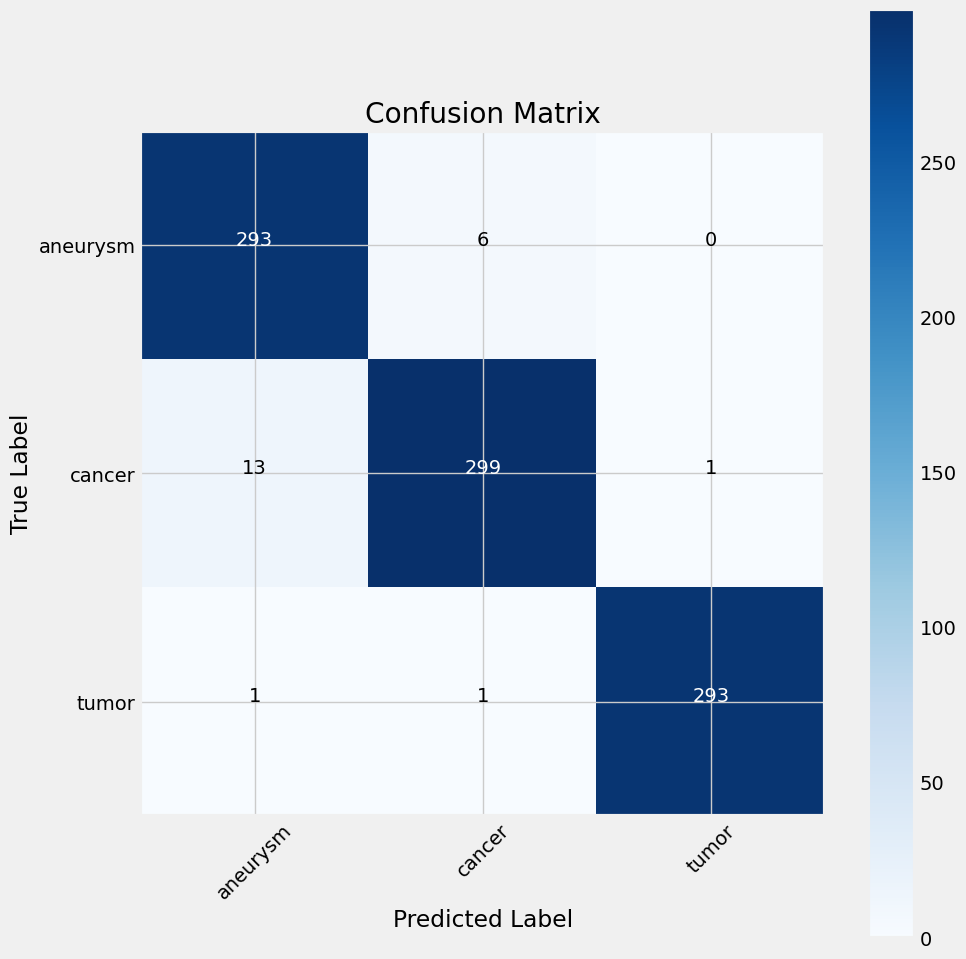 Confusion Matrix
True Label
aneurysm
293
6
0
cancer
13
299
1
tumor
1
1
293
aneurysm
cancer
tumor
Predicted Label
250
200
150
100
50
0